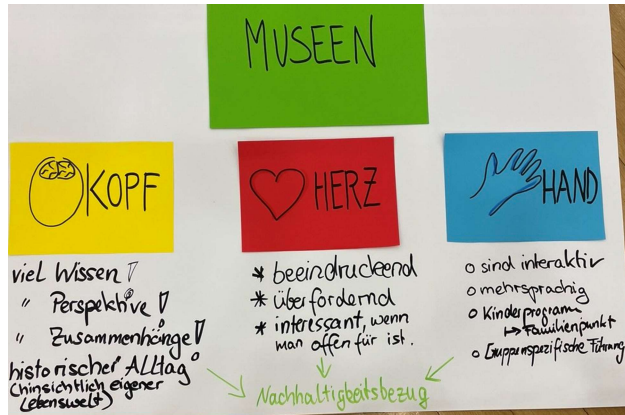 MUSEEN
KOPF
viel Wissen !
" Perspektive !
" Zusammenhänge !
"historischer Alltag"
(hinsichtlich eigener
Lebenswelt)
HERZ
* beeindruckend
* überfordernd
* interessant, wenn
man offen für ist.
HAND
o sind interaktiv
o mehrsprachig
o Kinderprogramm
↳ Familienpunkt
o Gruppenspezifische Führung
Nachhaltigkeitsbezug